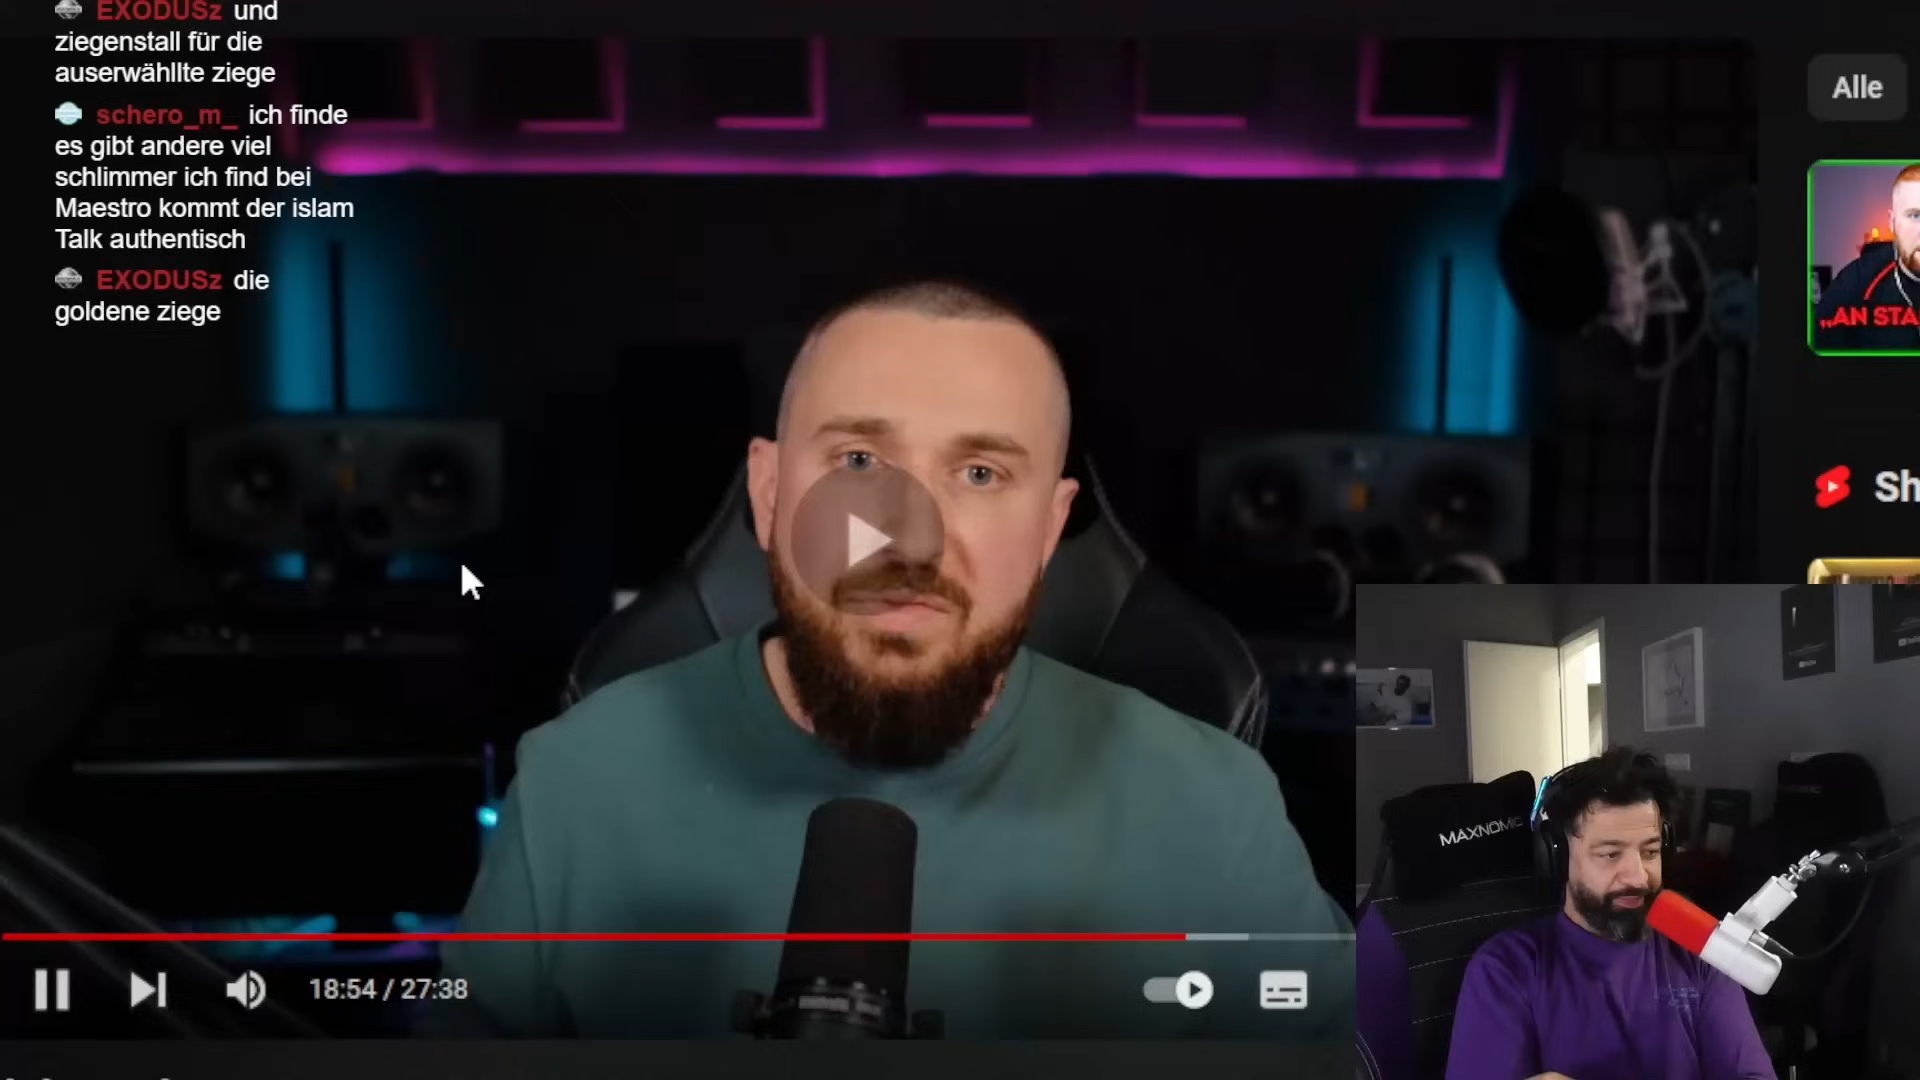 EXODUSz und
ziegenstall für die
auserwähllte ziege
schero_m_ ich finde
es gibt andere viel
schlimmer ich find bei
Maestro kommt der islam
Talk authentisch
EXODUSz die
goldene ziege
Alle
„AN STA
Sh
MAXNOMIC
18:54 / 27:38